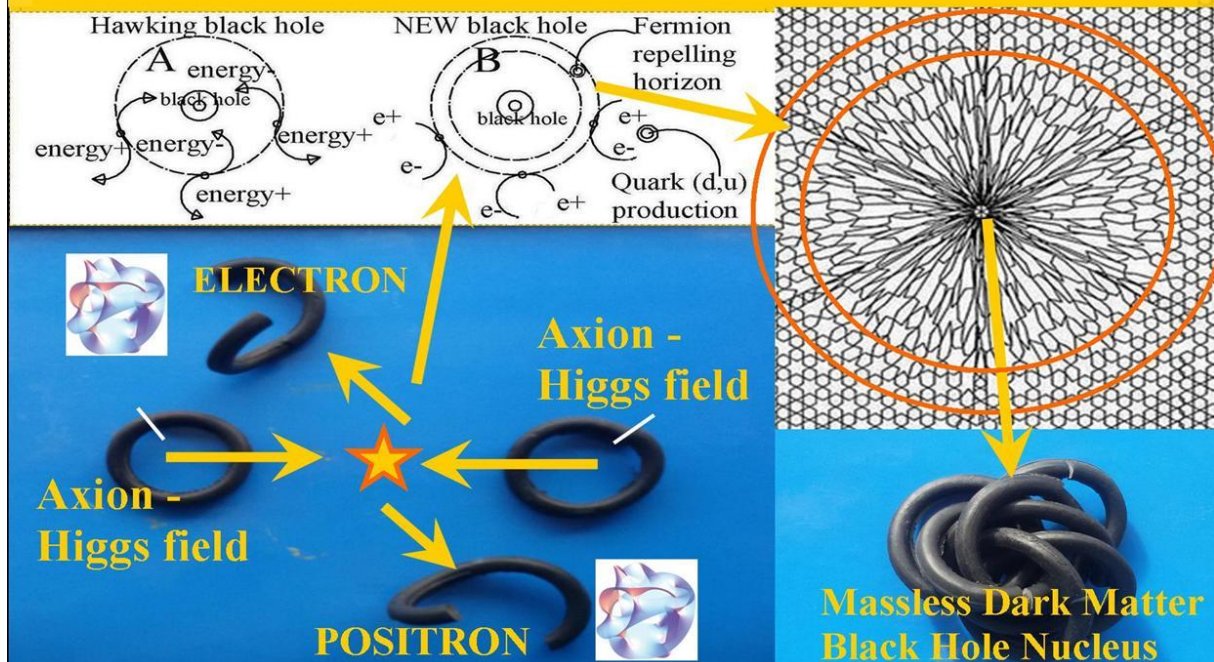 Hawking black hole
A
energy-
black hole
energy+
energy-
energy+
energy+
NEW black hole
B
Fermion
repelling
horizon
e+
black hole
e+
e-
e-
e-
e+
Quark (d,u)
production
ELECTRON
Axion -
Higgs field
Axion -
Higgs field
POSITRON
Massless Dark Matter
Black Hole Nucleus